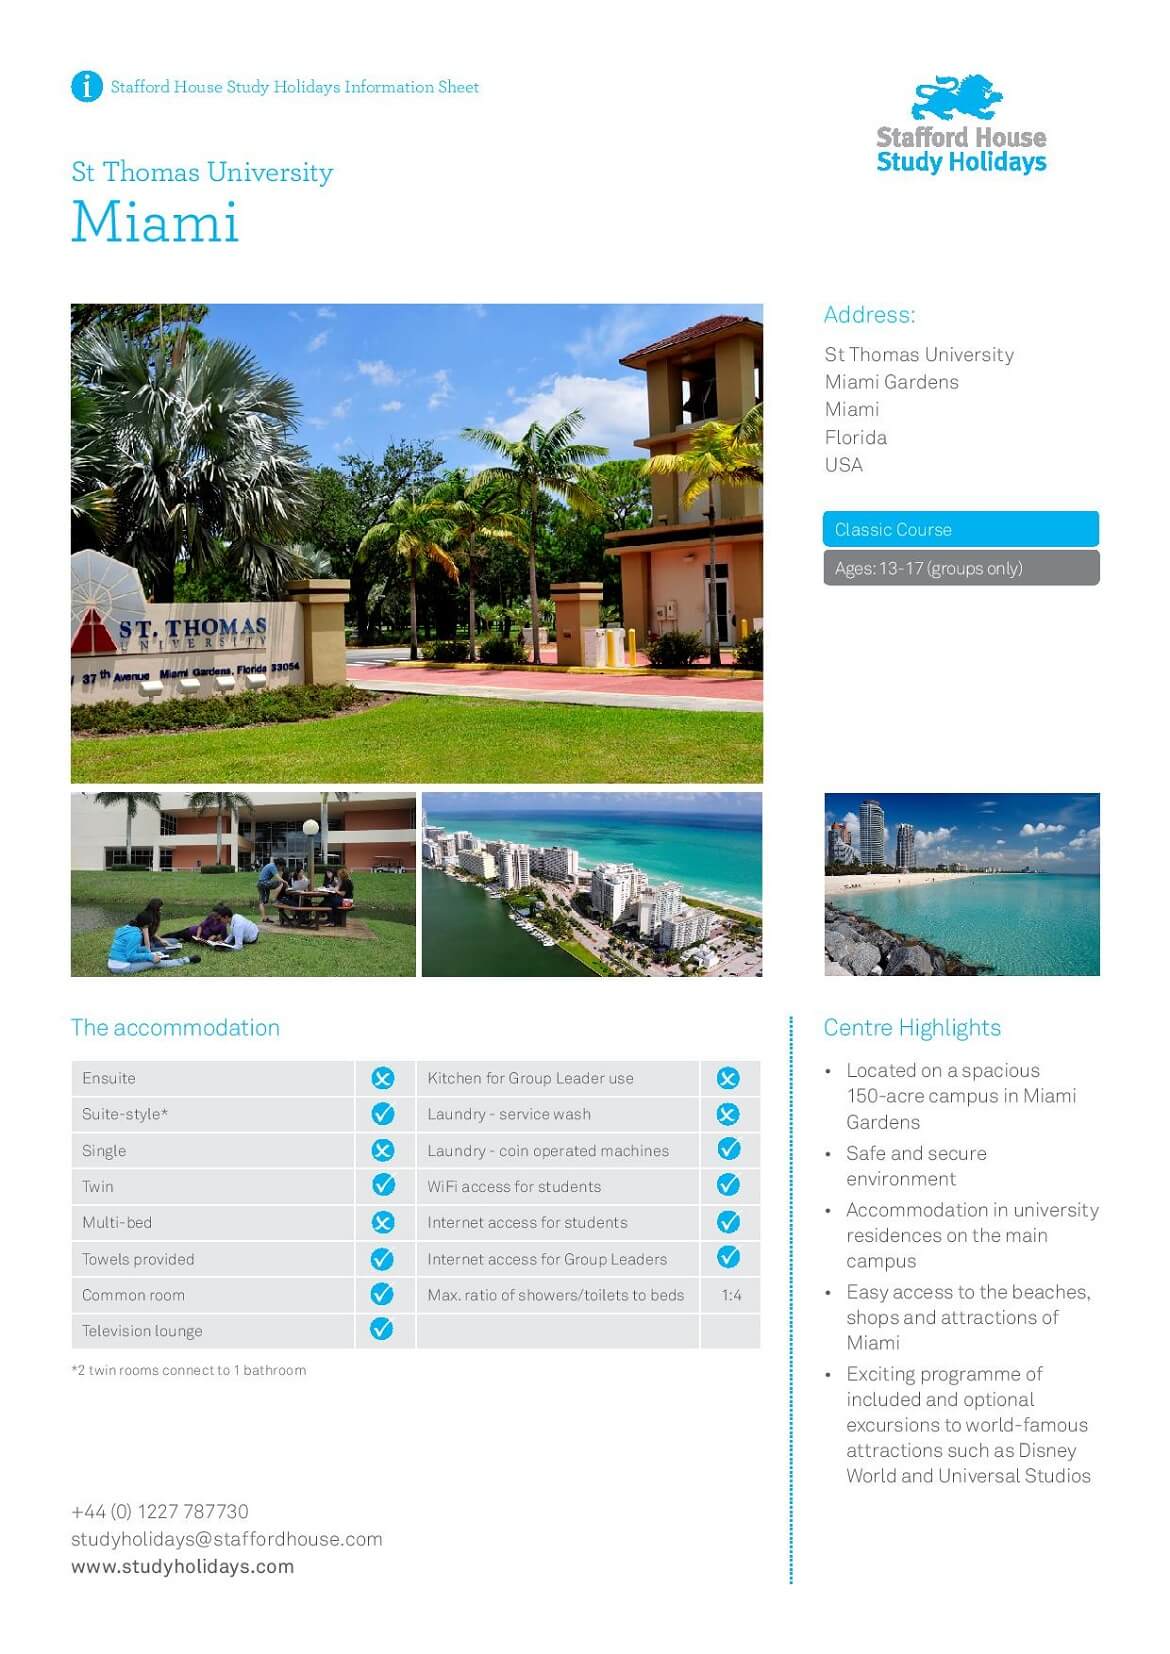 i Stafford House Study Holidays Information Sheet
Stafford House
Study Holidays
St Thomas University
Miami
ST. THOMAS
UNIVERSITY
37th Avenue Miami Gardens, Florida 33054
Address:
St Thomas University
Miami Gardens
Miami
Florida
USA
Classic Course
Ages: 13-17 (groups only)
The accommodation
Ensuite
Kitchen for Group Leader use
Suite-style*
Laundry - service wash
Single
Laundry - coin operated machines
Twin
WiFi access for students
Multi-bed
Internet access for students
Towels provided
Internet access for Group Leaders
Common room
Max. ratio of showers/toilets to beds 1:4
Television lounge
*2 twin rooms connect to 1 bathroom
Centre Highlights
• Located on a spacious
150-acre campus in Miami
Gardens
• Safe and secure
environment
• Accommodation in university
residences on the main
campus
• Easy access to the beaches,
shops and attractions of
Miami
• Exciting programme of
included and optional
excursions to world-famous
attractions such as Disney
World and Universal Studios
+44 (0) 1227 787730
studyholidays@staffordhouse.com
www.studyholidays.com